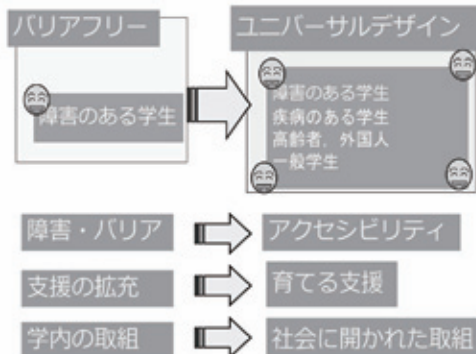 バリアフリー
ユニバーサルデザイン
障害のある学生
障害のある学生
疾病のある学生
高齢者，外国人
一般学生
障害・バリア
アクセシビリティ
支援の拡充
育てる支援
学内の取組
社会に開かれた取組